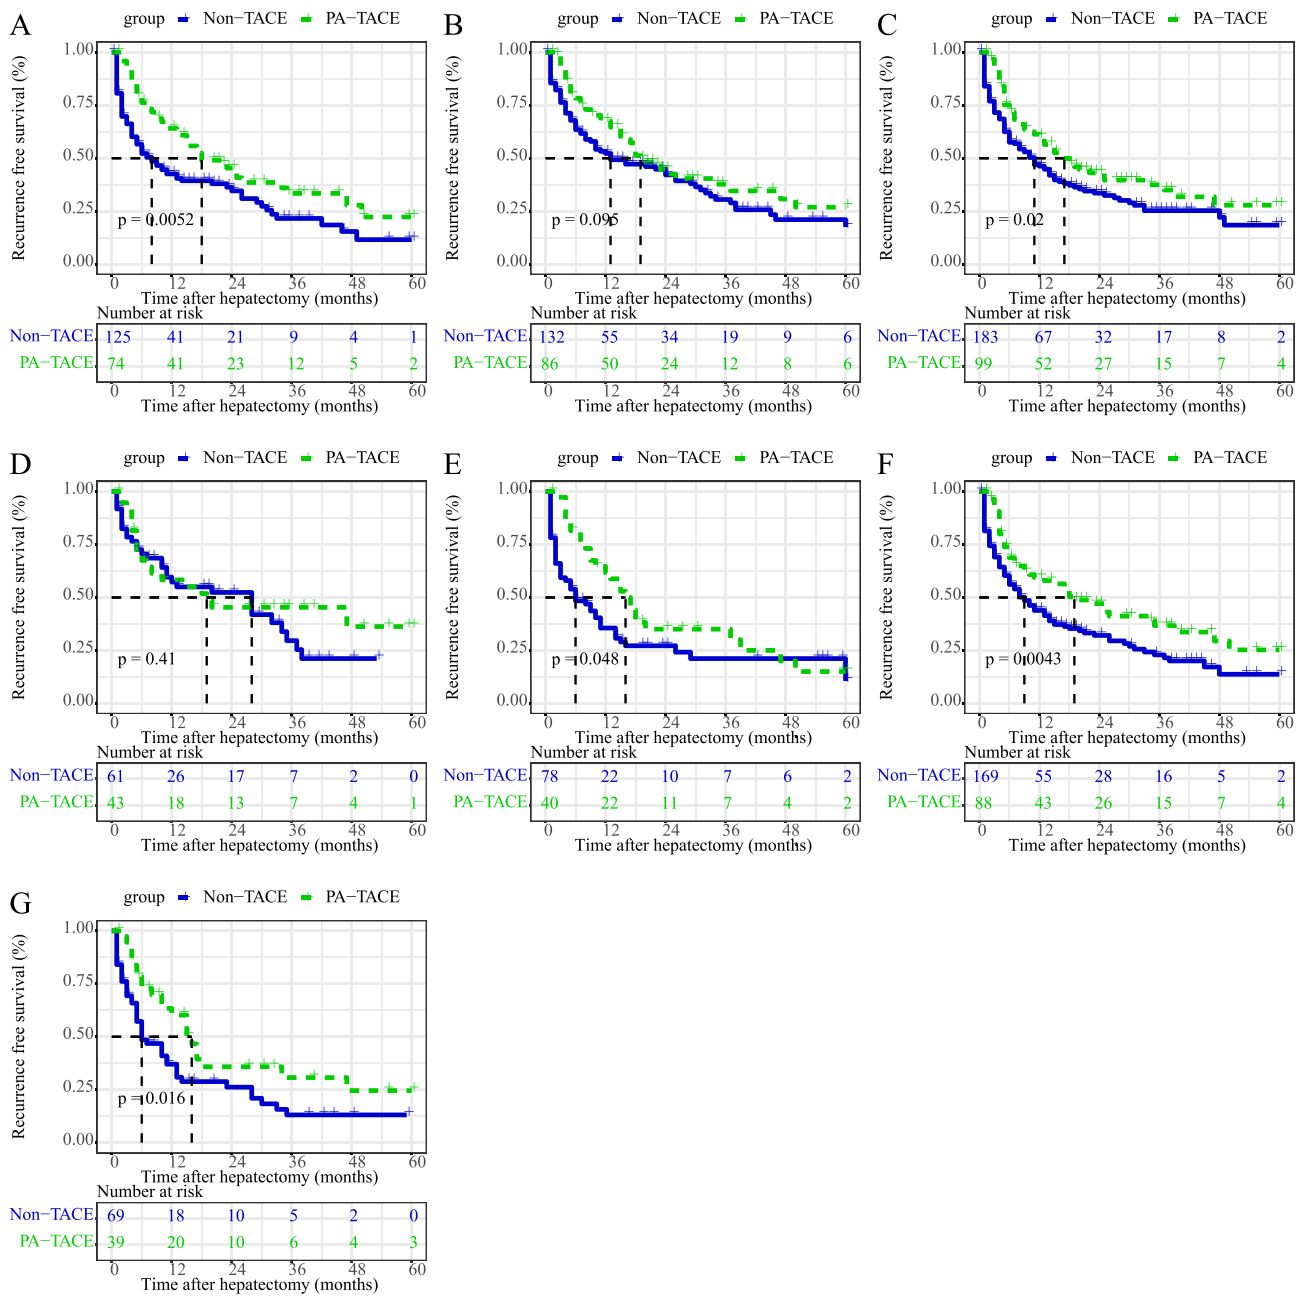 A
group Non−TACE PA−TACE
Recurrence free survival (%)
1.00
0.75
0.50
0.25
0.00
p = 0.0052
0 12 24 36 48 60
Time after hepatectomy (months)
Number at risk
Non−TACE 125 41 21 9 4 1
PA−TACE 74 41 23 12 5 2
0 12 24 36 48 60
Time after hepatectomy (months)
B
group Non−TACE PA−TACE
Recurrence free survival (%)
1.00
0.75
0.50
0.25
0.00
p = 0.095
0 12 24 36 48 60
Time after hepatectomy (months)
Number at risk
Non−TACE 132 55 34 19 9 6
PA−TACE 86 50 24 12 8 6
0 12 24 36 48 60
Time after hepatectomy (months)
C
group Non−TACE PA−TACE
Recurrence free survival (%)
1.00
0.75
0.50
0.25
0.00
p = 0.02
0 12 24 36 48 60
Time after hepatectomy (months)
Number at risk
Non−TACE 183 67 32 17 8 2
PA−TACE 99 52 27 15 7 4
0 12 24 36 48 60
Time after hepatectomy (months)
D
group Non−TACE PA−TACE
Recurrence free survival (%)
1.00
0.75
0.50
0.25
0.00
p = 0.41
0 12 24 36 48 60
Time after hepatectomy (months)
Number at risk
Non−TACE 61 26 17 7 2 0
PA−TACE 43 18 13 7 4 1
0 12 24 36 48 60
Time after hepatectomy (months)
E
group Non−TACE PA−TACE
Recurrence free survival (%)
1.00
0.75
0.50
0.25
0.00
p = 0.048
0 12 24 36 48 60
Time after hepatectomy (months)
Number at risk
Non−TACE 78 22 10 7 6 2
PA−TACE 40 22 11 7 4 2
0 12 24 36 48 60
Time after hepatectomy (months)
F
group Non−TACE PA−TACE
Recurrence free survival (%)
1.00
0.75
0.50
0.25
0.00
p = 0.0043
0 12 24 36 48 60
Time after hepatectomy (months)
Number at risk
Non−TACE 169 55 28 16 5 2
PA−TACE 88 43 26 15 7 4
0 12 24 36 48 60
Time after hepatectomy (months)
G
group Non−TACE PA−TACE
Recurrence free survival (%)
1.00
0.75
0.50
0.25
0.00
p = 0.016
0 12 24 36 48 60
Time after hepatectomy (months)
Number at risk
Non−TACE 69 18 10 5 2 0
PA−TACE 39 20 10 6 4 3
0 12 24 36 48 60
Time after hepatectomy (months)